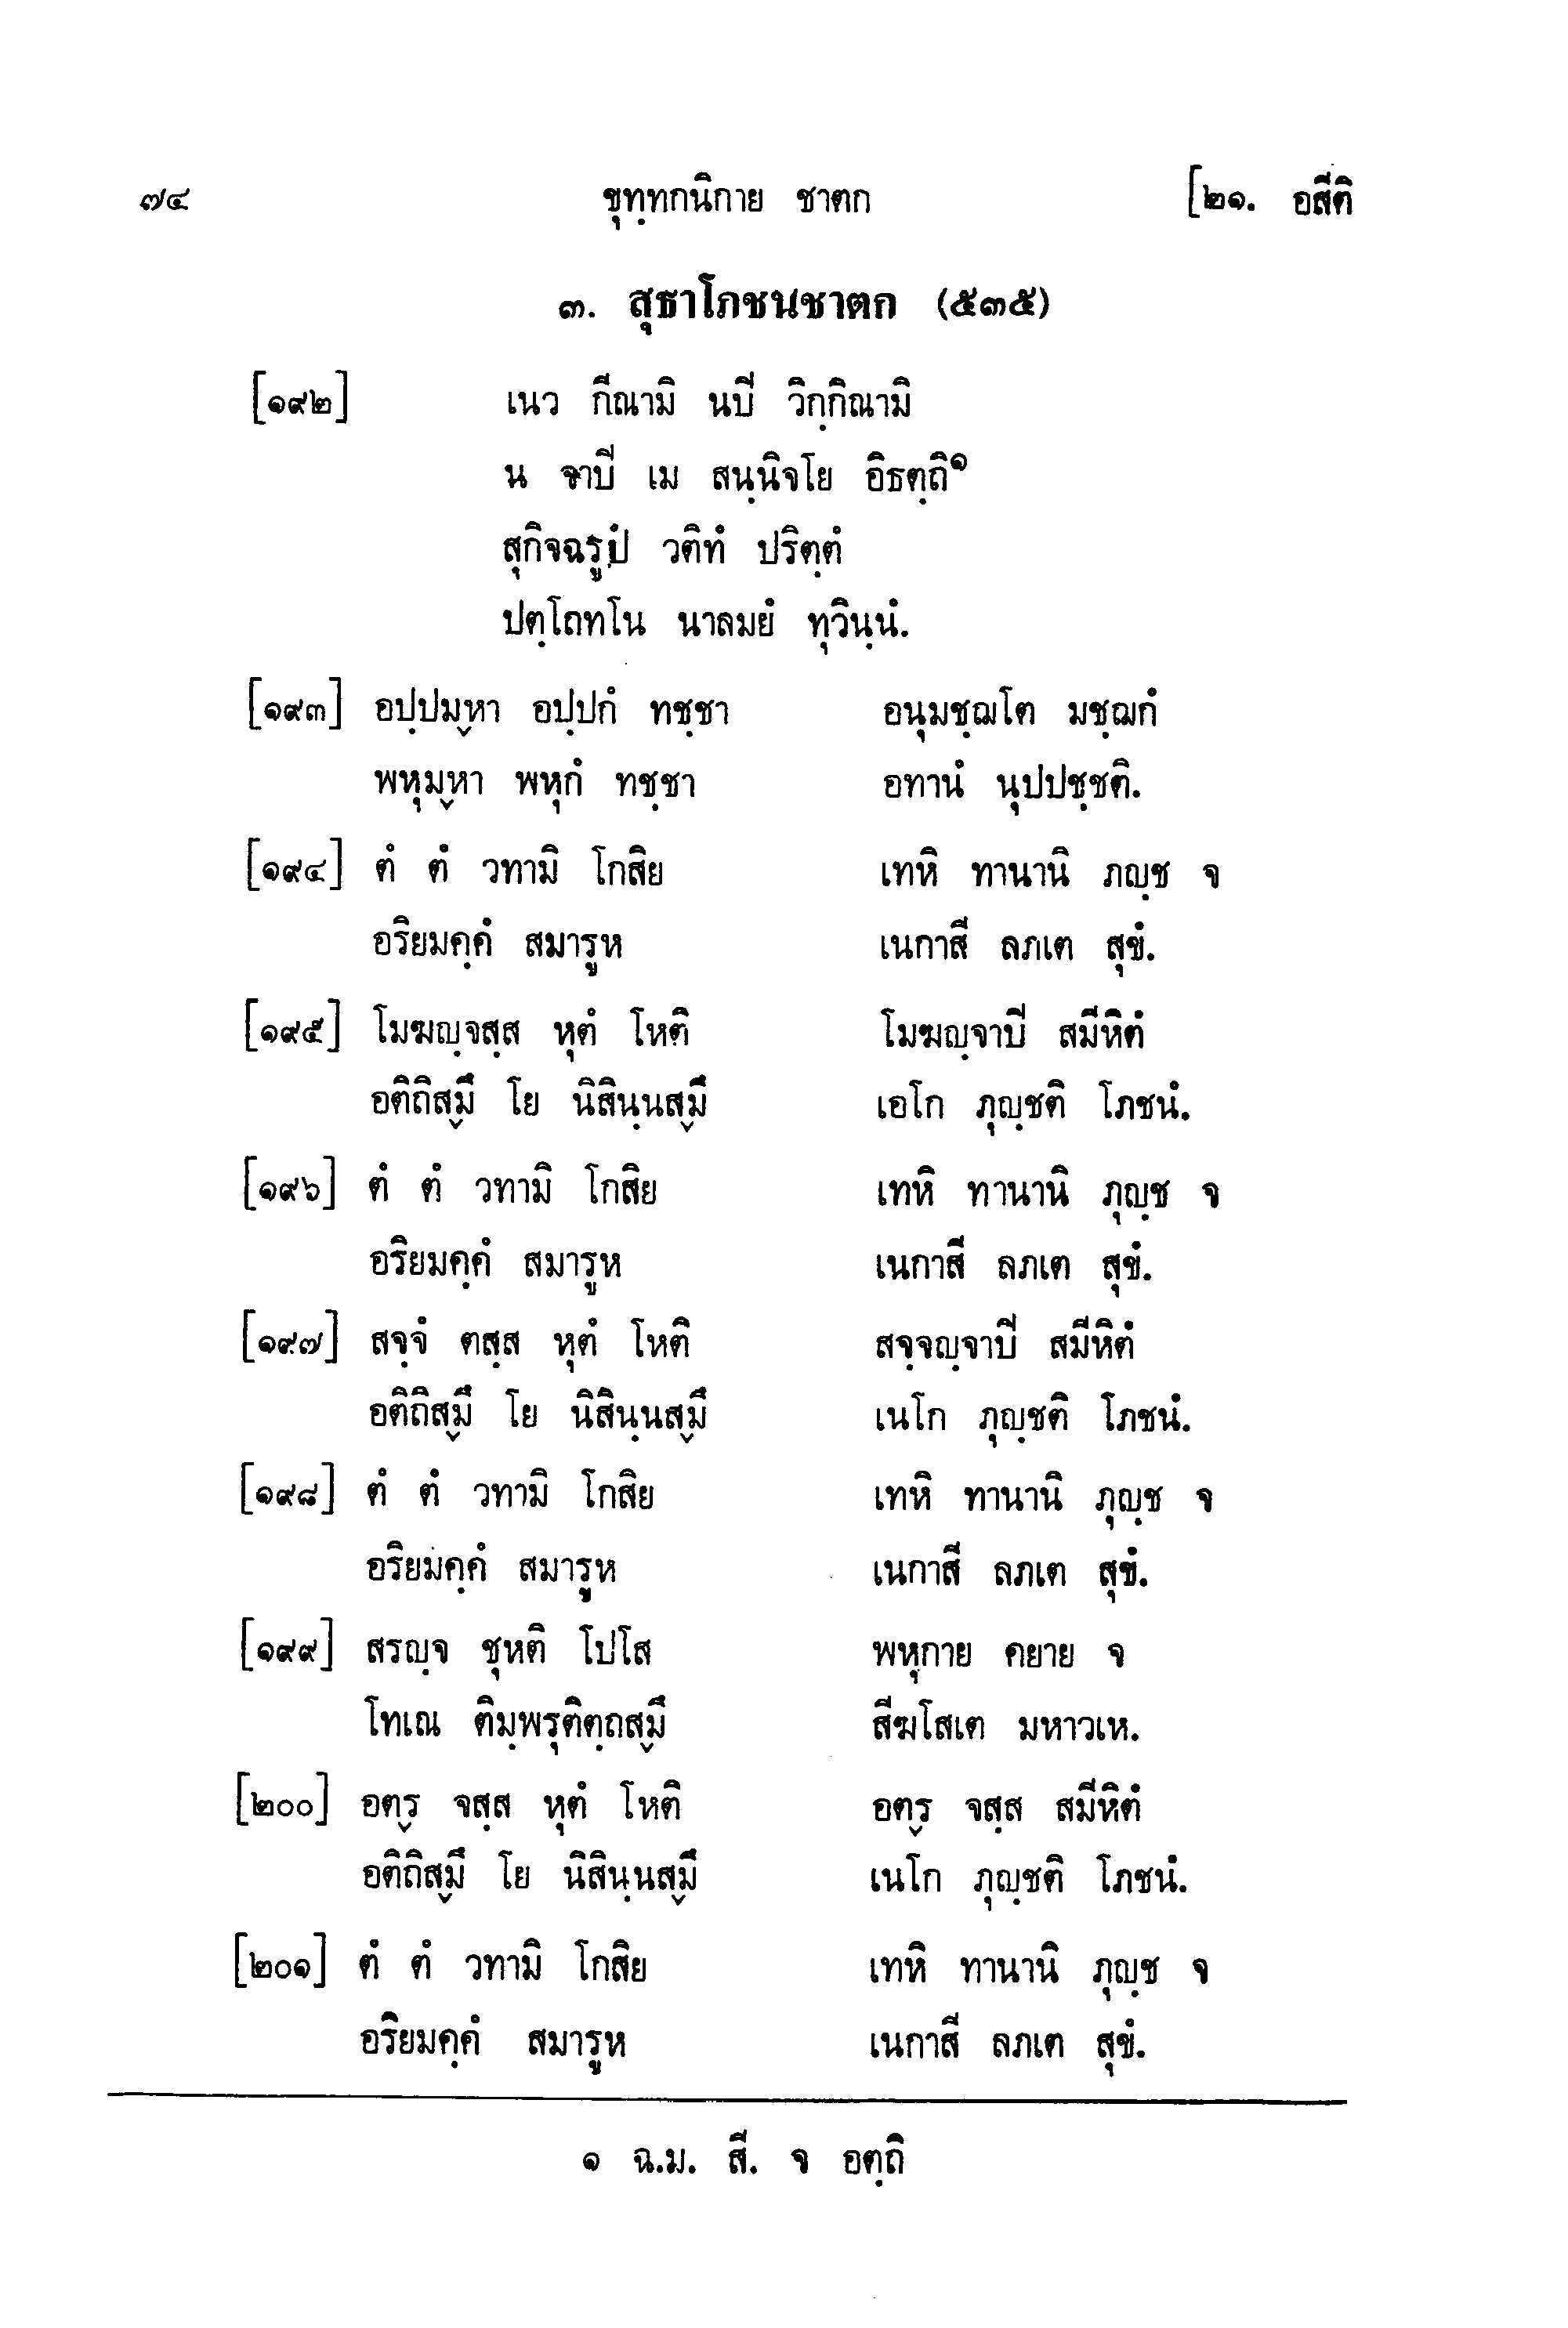 ๗๔ ขุทฺทกนิกาย ชาตก [๒๑. อสีติ
๓. สุธาโภชนชาตก (๕๓๕)
[๑๙๒] เนว กีณามิ นปี วิกฺกิณามิ
น จาปี เม สนฺนิจโย อิธตฺถิ๑
สุกิจฉรูปํ วติทํ ปริตฺตํ
ปตฺโถทโน นาลมยํ ทุวินฺนํ.
[๑๙๓] อปฺปมฺหา อปฺปกํ ทชฺชา อนุมชฺฌโต มชฺฌกํ
พหุมฺหา พหุกํ ทชฺชา อทานํ นุปปชฺชติ.
[๑๙๔] ตํ ตํ วทามิ โกสิย เทหิ ทานานิ ภญฺช จ
อริยมคฺคํ สมารูห เนกาสี ลภเต สุขํ.
[๑๙๕] โมฆญฺจสฺส หุตํ โหติ โมฆญฺจาปี สมีหิตํ
อติถิสฺมึ โย นิสินฺนสฺมึ เอโก ภุญฺชติ โภชนํ.
[๑๙๖] ตํ ตํ วทามิ โกสิย เทหิ ทานานิ ภุญฺช จ
อริยมคฺคํ สมารูห เนกาสี ลภเต สุขํ.
[๑๙๗] สจฺจํ ตสฺส หุตํ โหติ สจฺจญฺจาปี สมีหิตํ
อติถิสฺมึ โย นิสินฺนสฺมึ เนโก ภุญฺชติ โภชนํ.
[๑๙๘] ตํ ตํ วทามิ โกสิย เทหิ ทานานิ ภุญฺช จ
อริยมคฺคํ สมารูห เนกาสี ลภเต สุขํ.
[๑๙๙] สรญฺจ ชุหติ โปโส พหุกาย คยาย จ
โทเณ ติมฺพรุติตฺถสฺมึ สีฆโสเต มหาวเห.
[๒๐๐] อตฺร จสฺส หุตํ โหติ อตฺร จสฺส สมีหิตํ
อติถิสฺมึ โย นิสินฺนสฺมึ เนโก ภุญฺชติ โภชนํ.
[๒๐๑] ตํ ตํ วทามิ โกสิย เทหิ ทานานิ ภุญฺช จ
อริยมคฺคํ สมารูห เนกาสี ลภเต สุขํ.
๑ ฉ.ม. สี. จ อตฺถิ